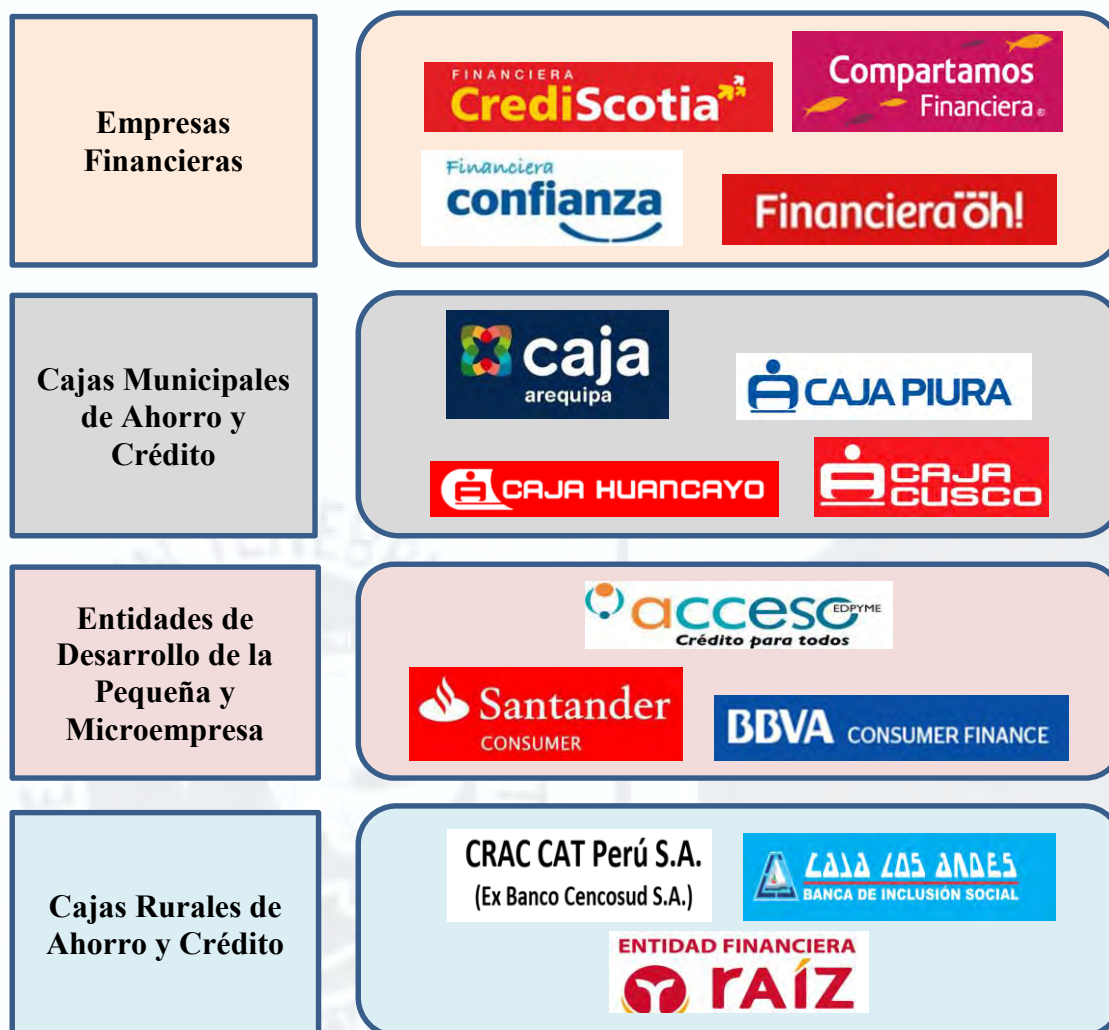 Empresas
Financieras
FINANCIERA
CrediScotia
Compartamos
Financiera®
Financiera
confianza
Financiera öh!
Cajas Municipales
de Ahorro y
Crédito
caja
arequipa
CAJA PIURA
CAJA HUANCAYO
CAJA
CUSCO
Entidades de
Desarrollo de la
Pequeña y
Microempresa
acceso EDPYME
Crédito para todos
Santander
CONSUMER
BBVA CONSUMER FINANCE
Cajas Rurales de
Ahorro y Crédito
CRAC CAT Perú S.A.
(Ex Banco Cencosud S.A.)
CAJA LOS ANDES
BANCA DE INCLUSIÓN SOCIAL
ENTIDAD FINANCIERA
raíz